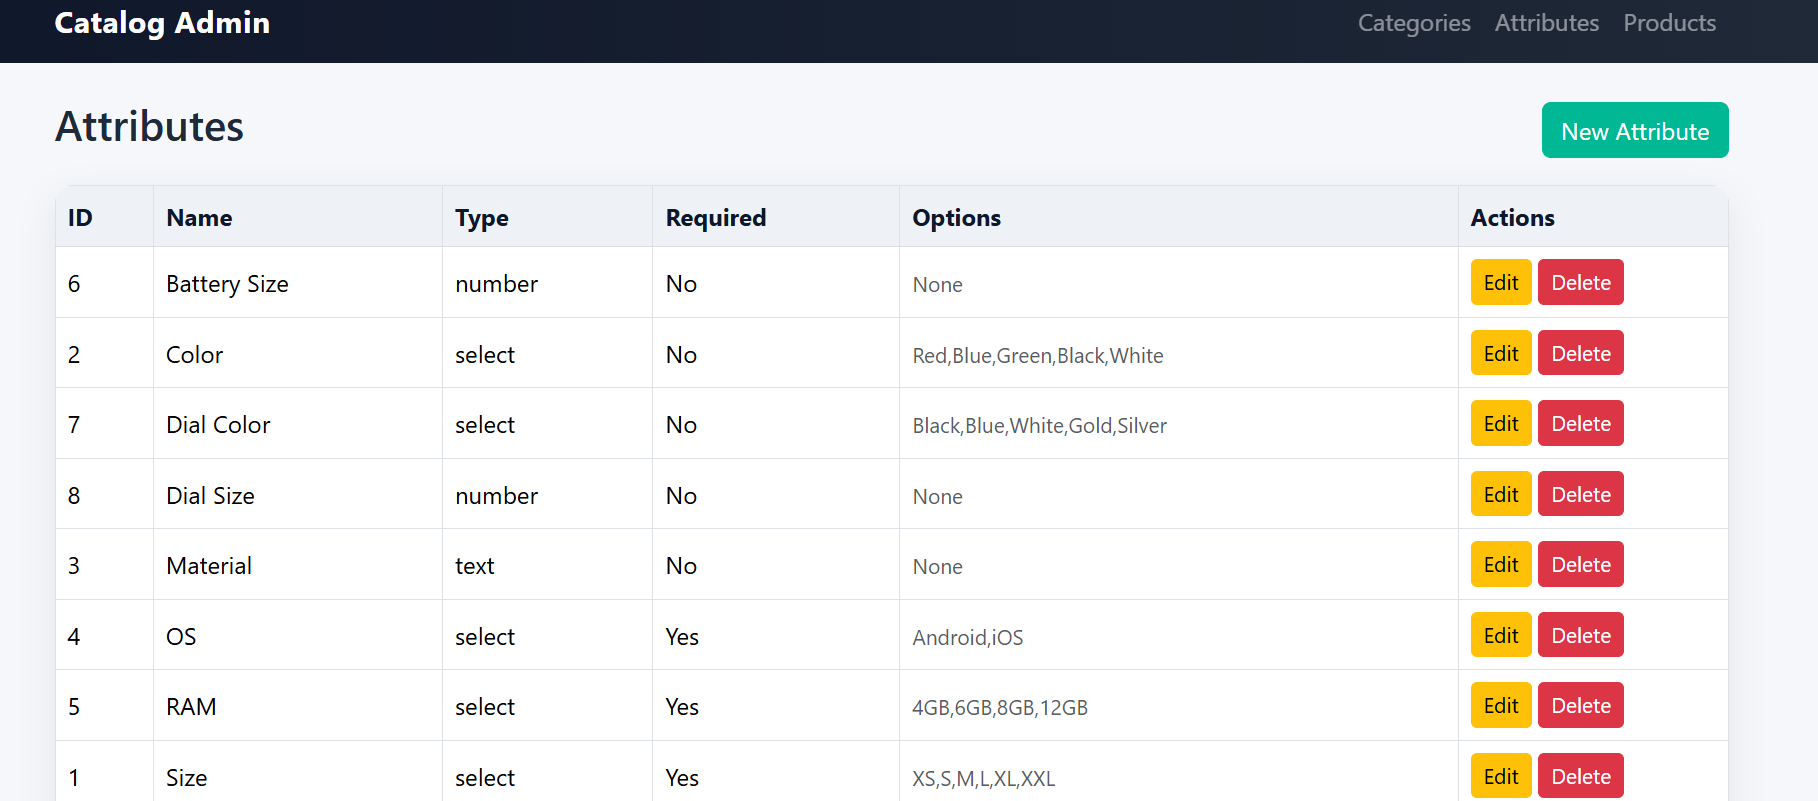 Catalog Admin Categories Attributes Products
Attributes New Attribute
ID Name Type Required Options Actions
6 Battery Size number No None Edit Delete
2 Color select No Red,Blue,Green,Black,White Edit Delete
7 Dial Color select No Black,Blue,White,Gold,Silver Edit Delete
8 Dial Size number No None Edit Delete
3 Material text No None Edit Delete
4 OS select Yes Android,iOS Edit Delete
5 RAM select Yes 4GB,6GB,8GB,12GB Edit Delete
1 Size select Yes XS,S,M,L,XL,XXL Edit Delete